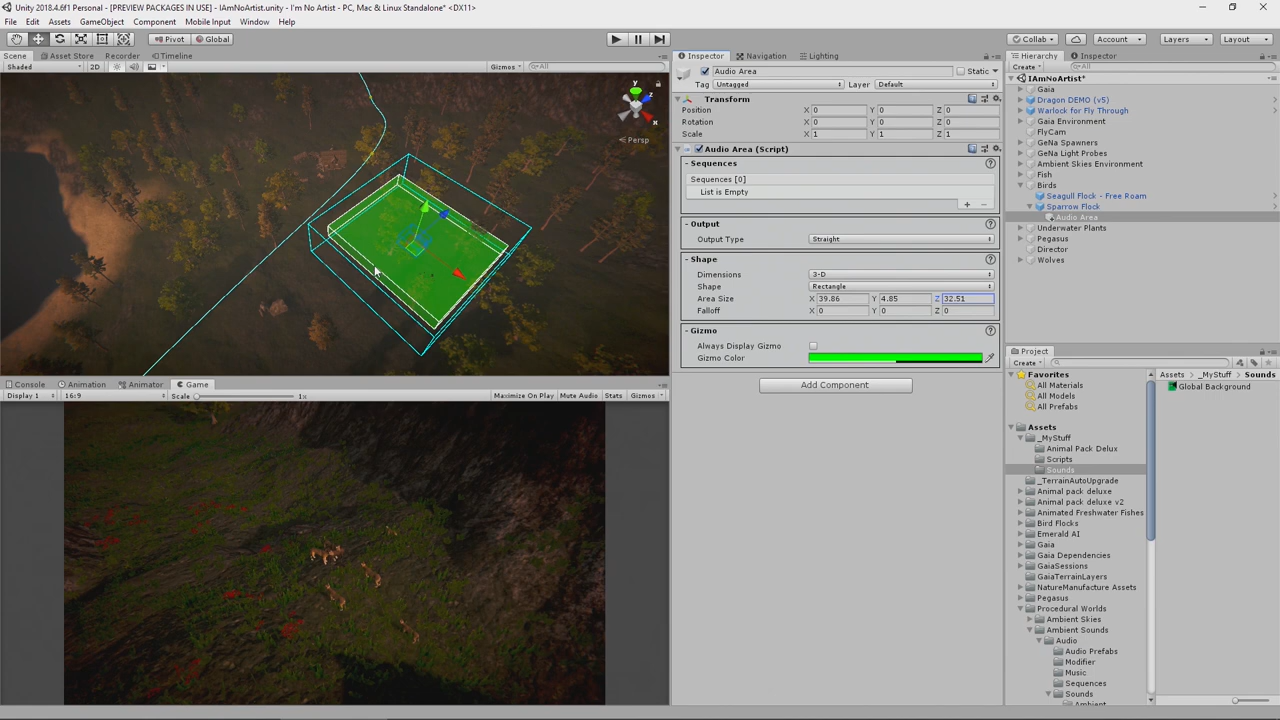 Unity 2018.4.6f1 Personal - [PREVIEW PACKAGES IN USE] - IAmNoArtist.unity - I'm No Artist - PC, Mac & Linux Standalone* <DX11>
File Edit Assets GameObject Component Mobile Input Window Help
Pivot Global Collab Account Layers Layout
Scene Asset Store Recorder Timeline
Shaded 2D Gizmos All
y
z
x
Persp
Inspector Navigation Lighting
Audio Area Static
Tag Untagged Layer Default
Transform
Position X 0 Y 0 Z 0
Rotation X 0 Y 0 Z 0
Scale X 1 Y 1 Z 1
Audio Area (Script)
- Sequences
Sequences [0]
List is Empty
+ -
- Output
Output Type Straight
- Shape
Dimensions 3-D
Shape Rectangle
Area Size X 39.86 Y 4.85 Z 32.51
Falloff X 0 Y 0 Z 0
- Gizmo
Always Display Gizmo
Gizmo Color
Add Component
Hierarchy Inspector
Create All
IAmNoArtist*
Gaia
Dragon DEMO (v5)
Warlock for Fly Through
Gaia Environment
FlyCam
GeNa Spawners
GeNa Light Probes
Ambient Skies Environment
Fish
Birds
Seagull Flock - Free Roam
Sparrow Flock
Audio Area
Underwater Plants
Pegasus
Director
Wolves
Console Animation Animator Game
Display 1 16:9 Scale 1x Maximize On Play Mute Audio Stats Gizmos
Project
Create
Favorites
All Materials
All Models
All Prefabs
Assets
_MyStuff
Animal Pack Delux
Scripts
Sounds
_TerrainAutoUpgrade
Animal pack deluxe
Animal pack deluxe v2
Animated Freshwater Fishes
Bird Flocks
Emerald AI
Gaia
Gaia Dependencies
GaiaSessions
GaiaTerrainLayers
NatureManufacture Assets
Pegasus
Procedural Worlds
Ambient Skies
Ambient Sounds
Audio
Audio Prefabs
Modifier
Music
Sequences
Sounds
Ambient
Assets _MyStuff Sounds
Global Background